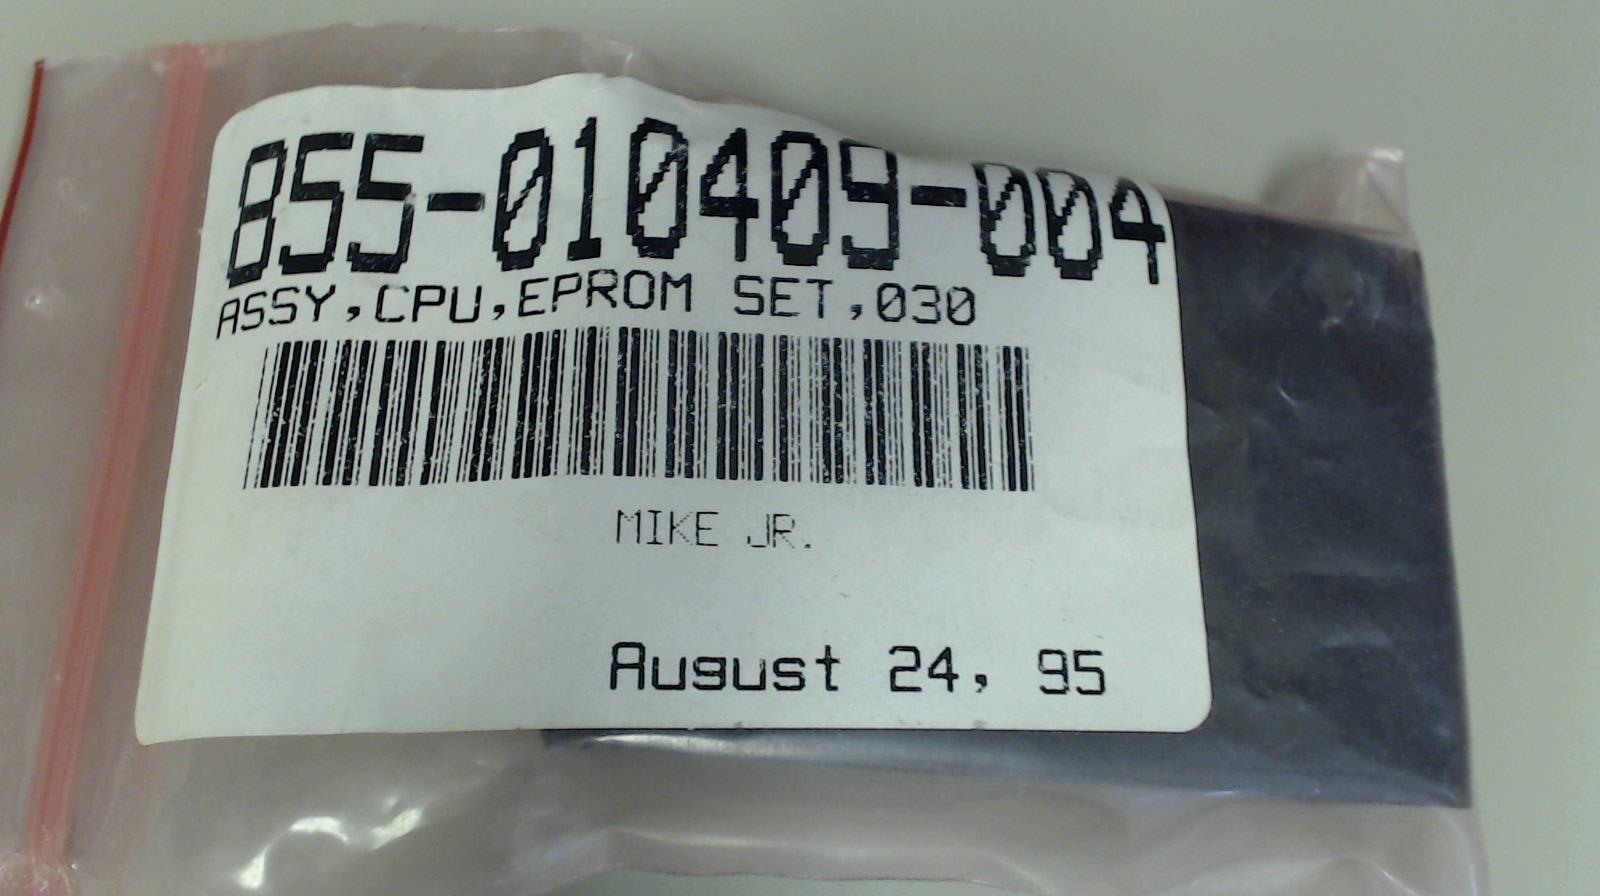 855-010409-004
ASSY,CPU,EPROM SET,030
MIKE JR.
August 24, 95